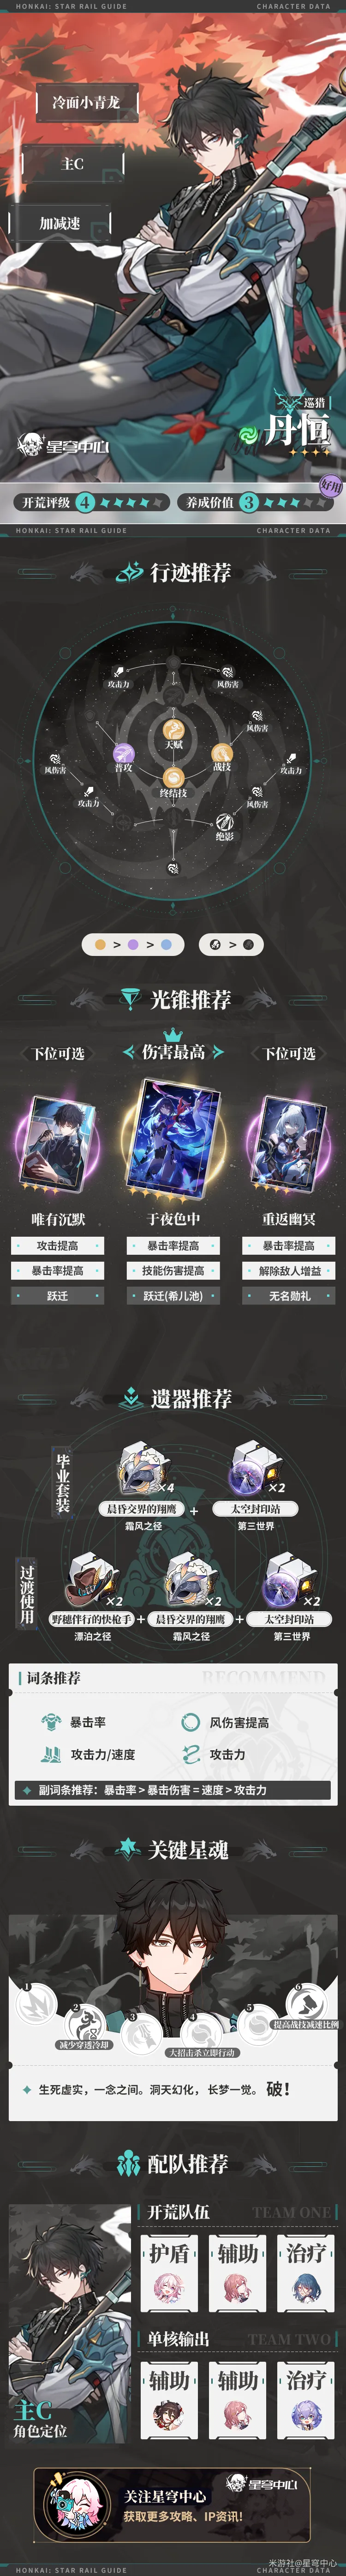 HONKAI: STAR RAIL GUIDE CHARACTER DATA
冷面小青龙
主C
加减速
巡猎
丹恒
星穹中心
开荒评级 4 养成价值 3 好用
HONKAI: STAR RAIL GUIDE CHARACTER DATA
行迹推荐
攻击力 风伤害
风伤害
天赋
风伤害 普攻 战技 攻击力
终结技
攻击力 风伤害
绝影
> > >
光锥推荐
下位可选 伤害最高 下位可选
唯有沉默 于夜色中 重返幽冥
攻击提高 暴击率提高 暴击率提高
暴击率提高 技能伤害提高 解除敌人增益
跃迁 跃迁(希儿池) 无名勋礼
遗器推荐
毕业套装
×4 ×2
晨昏交界的翔鹰 + 太空封印站
霜风之径 第三世界
过渡使用
×2 ×2 ×2
野穗伴行的快枪手 + 晨昏交界的翔鹰 + 太空封印站
漂泊之径 霜风之径 第三世界
词条推荐 RECOMMEND
暴击率 风伤害提高
攻击力/速度 攻击力
副词条推荐：暴击率 > 暴击伤害 = 速度 > 攻击力
关键星魂
1 2 3 4 5 6
减少穿透冷却
大招击杀立即行动
提高战技减速比例
生死虚实，一念之间。洞天幻化，长梦一觉。 破！
配队推荐
开荒队伍 TEAM ONE
护盾 辅助 治疗
单核输出 TEAM TWO
辅助 辅助 治疗
主C
角色定位
关注星穹中心 星穹中心
获取更多攻略、IP资讯！
米游社@星穹中心
HONKAI: STAR RAIL GUIDE CHARACTER DATA